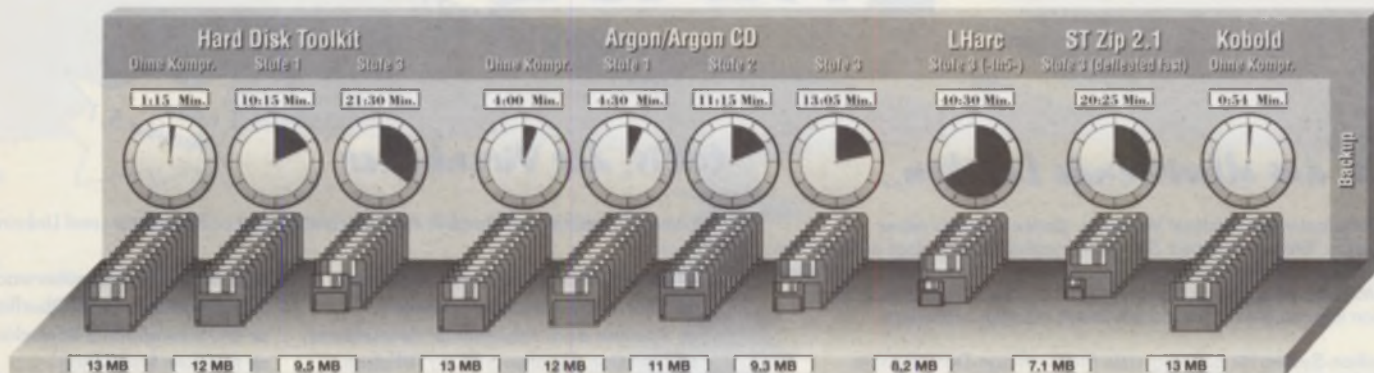 Hard Disk Toolkit
Argon/Argon CD
LHarc
ST Zip 2.1
Kobold
Ohne Kompr.
Stufe 1
Stufe 3
Ohne Kompr.
Stufe 1
Stufe 2
Stufe 3
Stufe 3 (-lh5-)
Stufe 3 (defleated fast)
Ohne Kompr.
1:15 Min.
10:15 Min.
21:30 Min.
4:00 Min.
4:30 Min.
11:15 Min.
13:05 Min.
40:30 Min.
20:25 Min.
0:54 Min.
Backup
13 MB
12 MB
9,5 MB
13 MB
12 MB
11 MB
9,3 MB
8,2 MB
7,1 MB
13 MB